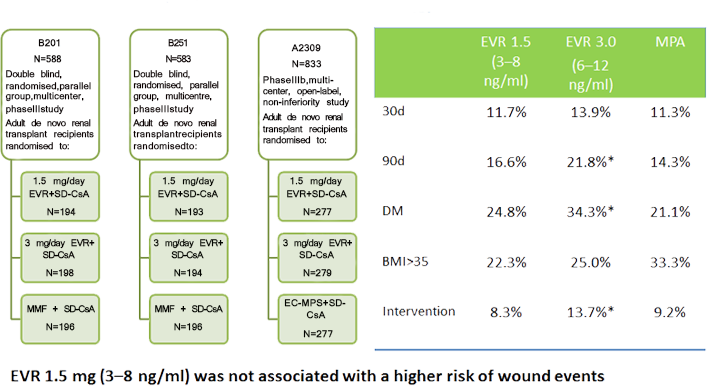 B201
N=588
Double blind,
randomised,parallel
group,multicenter,
phaseIIIstudy
Adult de novo renal
transplant recipients
randomised to:
1.5 mg/day
EVR+SD-CsA
N=194
3 mg/day EVR+
SD-CsA
N=198
MMF + SD-CsA
N=196
B251
N=583
Double blind,
randomised, parallel
group, multicentre,
phaseIIIstudy
Adult de novo renal
transplantrecipients
randomisedto:
1.5 mg/day
EVR+SD-CsA
N=193
3 mg/day EVR+
SD-CsA
N=194
MMF + SD-CsA
N=196
A2309
N=833
PhaseIIIb,multi-
center, open-label,
non-inferiority study
Adult de novo renal
transplant recipients
randomised to:
1.5 mg/day
EVR+SD-CsA
N=277
3 mg/day EVR+
SD-CsA
N=279
EC-MPS+SD-
CsA
N=277
EVR 1.5 EVR 3.0 MPA
(3–8 (6–12
ng/ml) ng/ml)
30d 11.7% 13.9% 11.3%
90d 16.6% 21.8%* 14.3%
DM 24.8% 34.3%* 21.1%
BMI>35 22.3% 25.0% 33.3%
Intervention 8.3% 13.7%* 9.2%
EVR 1.5 mg (3–8 ng/ml) was not associated with a higher risk of wound events